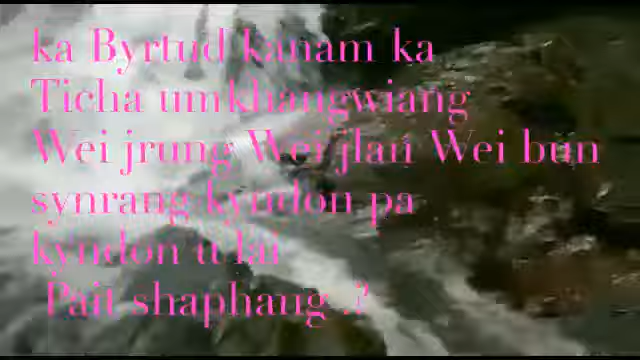 ka Byrtud kanam ka
Ticha umkhangwiang
Wei jrung Wei jlan Wei bun
synrang kyndon pa
kyndon u lai
Pait shaphang .?